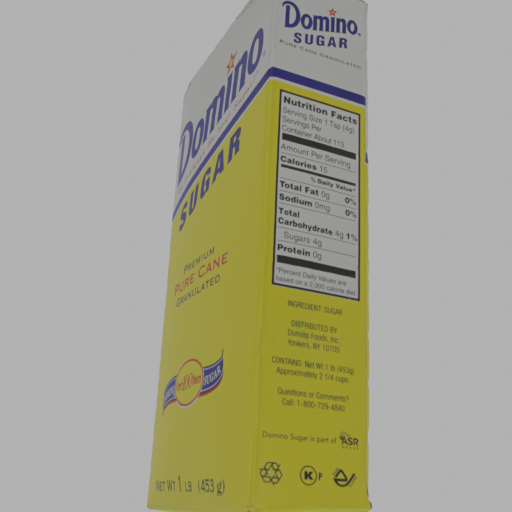 Domino
SUGAR
PREMIUM
PURE CANE
GRANULATED
SUGAR
NET WT 1 LB (453 g)
Domino.
SUGAR
PURE CANE GRANULATED
Nutrition Facts
Serving Size 1 Tsp (4g)
Servings Per
Container About 113
Amount Per Serving
Calories 15
% Daily Value*
Total Fat 0g 0%
Sodium 0mg 0%
Total
Carbohydrate 4g 1%
Sugars 4g
Protein 0g
*Percent Daily Values are
based on a 2,000 calorie diet
INGREDIENT: SUGAR
DISTRIBUTED BY
Domino Foods, Inc.
Yonkers, NY 10705
CONTAINS: Net Wt 1 lb (453g)
Approximately 2 1/4 cups.
Questions or Comments?
Call: 1-800-729-4840
Domino Sugar is part of ASR
K P